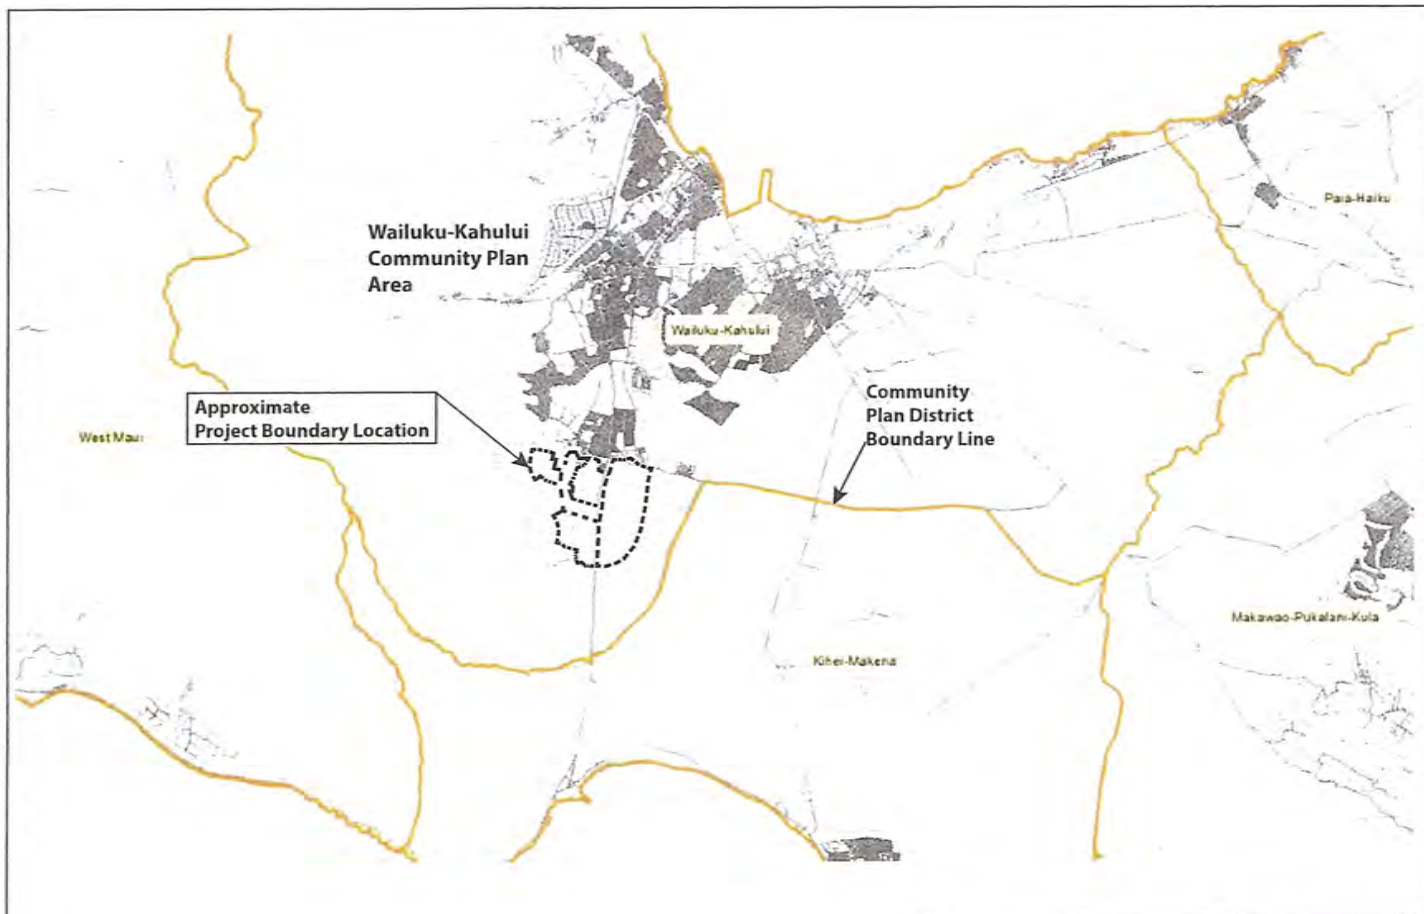 Paia-Haiku
Wailuku-Kahului
Community Plan
Area
Wailuku-Kahului
Community
Plan District
Boundary Line
Approximate
Project Boundary Location
West Maui
Makawao-Pukalani-Kula
Kihei-Makena